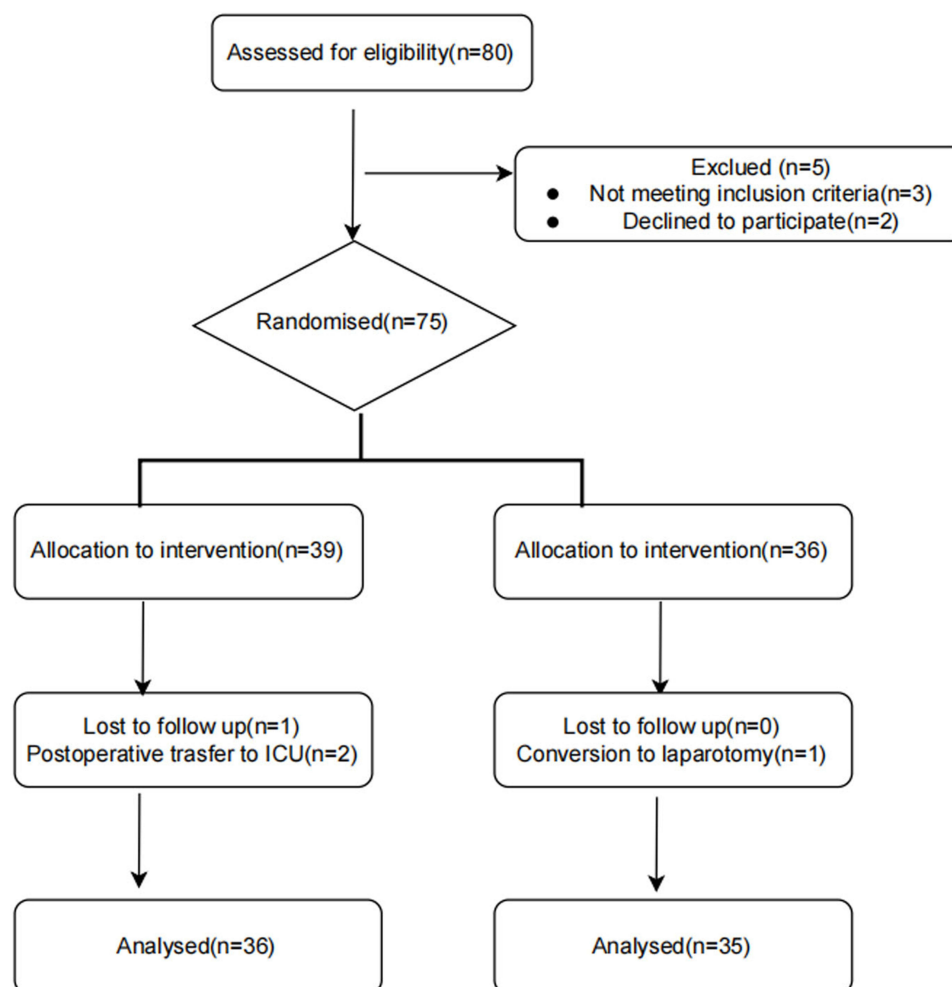 Assessed for eligibility(n=80)
Exclued (n=5)
● Not meeting inclusion criteria(n=3)
● Declined to participate(n=2)
Randomised(n=75)
Allocation to intervention(n=39)
Allocation to intervention(n=36)
Lost to follow up(n=1)
Postoperative trasfer to ICU(n=2)
Lost to follow up(n=0)
Conversion to laparotomy(n=1)
Analysed(n=36)
Analysed(n=35)